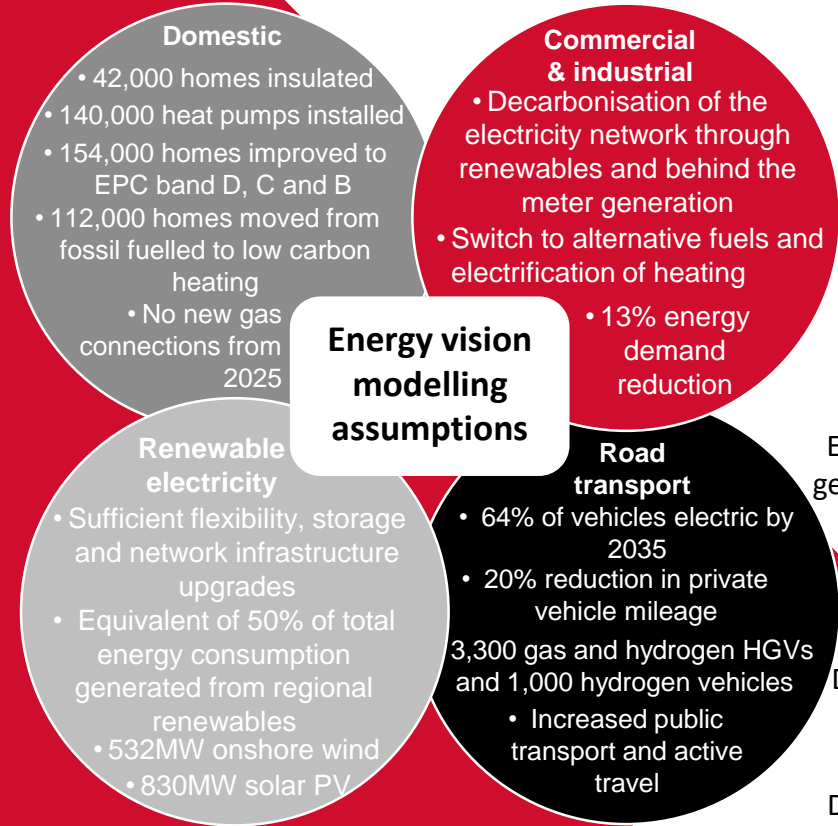 Domestic
• 42,000 homes insulated
• 140,000 heat pumps installed
• 154,000 homes improved to
EPC band D, C and B
• 112,000 homes moved from
fossil fuelled to low carbon
heating
• No new gas
connections from
2025
Commercial
& industrial
• Decarbonisation of the
electricity network through
renewables and behind the
meter generation
• Switch to alternative fuels and
electrification of heating
• 13% energy
demand
reduction
Energy vision
modelling
assumptions
Renewable
electricity
• Sufficient flexibility, storage
and network infrastructure
upgrades
• Equivalent of 50% of total
energy consumption
generated from regional
renewables
• 532MW onshore wind
• 830MW solar PV
Road
transport
• 64% of vehicles electric by
2035
• 20% reduction in private
vehicle mileage
3,300 gas and hydrogen HGVs
and 1,000 hydrogen vehicles
• Increased public
transport and active
travel
E
ge
D
D